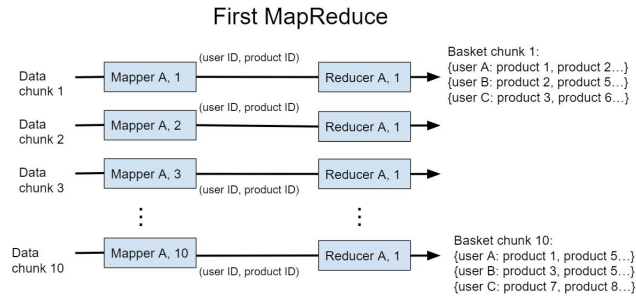 First MapReduce
Data
chunk 1
Mapper A, 1
(user ID, product ID)
Reducer A, 1
Basket chunk 1:
{user A: product 1, product 2…}
{user B: product 2, product 5…}
{user C: product 3, product 6…}
Data
chunk 2
Mapper A, 2
(user ID, product ID)
Reducer A, 1
Data
chunk 3
Mapper A, 3
(user ID, product ID)
Reducer A, 1
Data
chunk 10
Mapper A, 10
(user ID, product ID)
Reducer A, 1
Basket chunk 10:
{user A: product 1, product 5…}
{user B: product 3, product 5…}
{user C: product 7, product 8…}